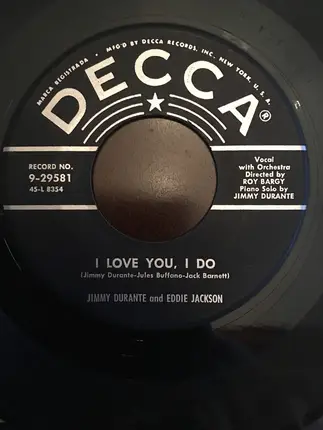 MARCA REGISTRADA • MF'G BY DECCA RECORDS, INC., NEW YORK, U.S.A.
DECCA®
RECORD NO.
9-29581
45-L 8354
Vocal
with Orchestra
Directed by
ROY BARGY
Piano Solo by
JIMMY DURANTE
I LOVE YOU, I DO
(Jimmy Durante-Jules Buffano-Jack Barnett)
JIMMY DURANTE and EDDIE JACKSON